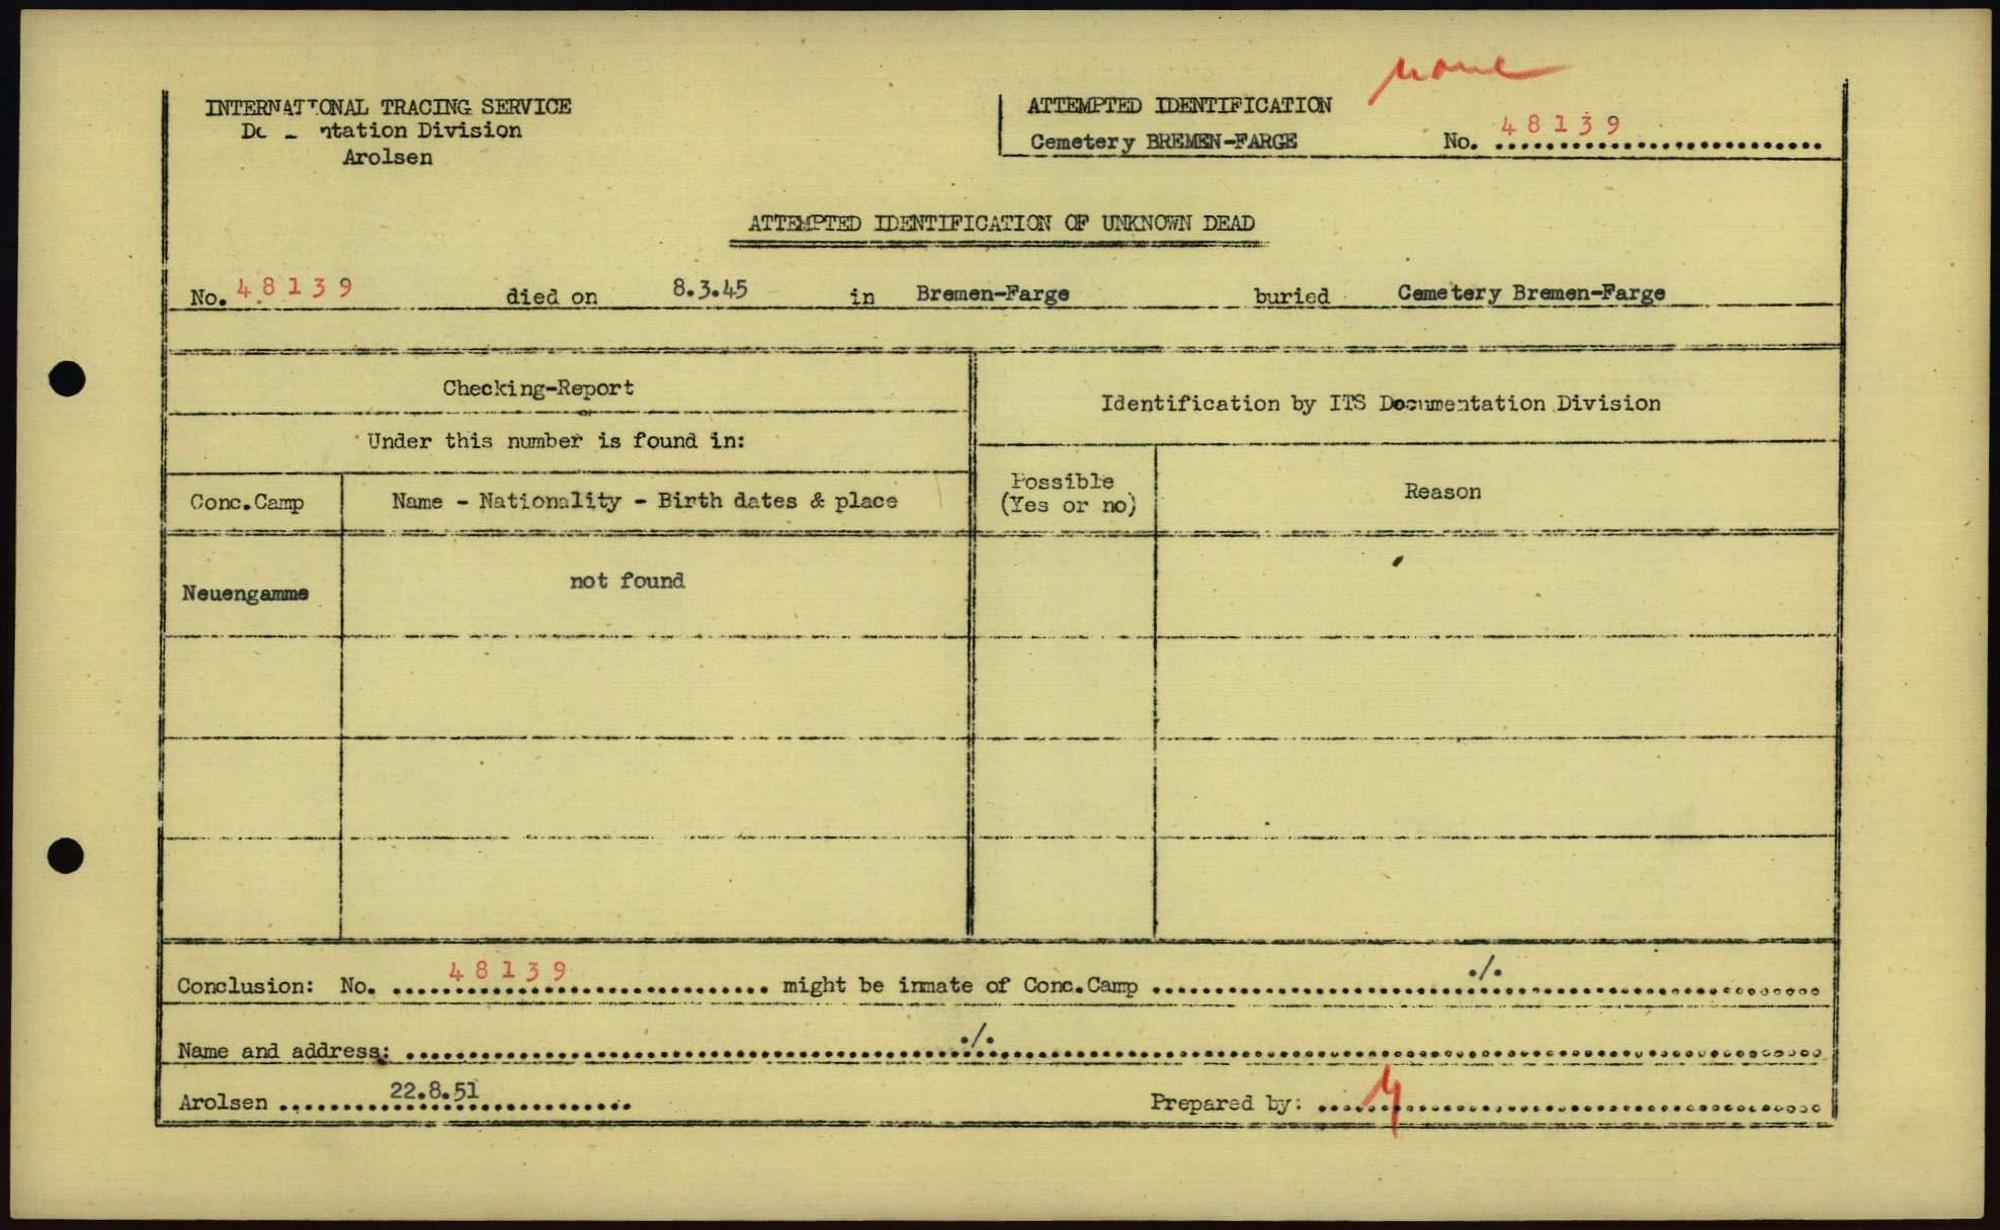 none
INTERNATIONAL TRACING SERVICE
Division
Arolsen
ATTEMPTED IDENTIFICATION
Cemetery BREMEN-FARGE No. 48139
ATTEMPTED IDENTIFICATION OF UNKNOWN DEAD
No. 48139 died on 8.3.45 in Bremen-Farge buried Cemetery Bremen-Farge
Checking-Report
Identification by ITS Documentation Division
Under this number is found in:
Conc.Camp
Name - Nationality - Birth dates & place
Possible
(Yes or no)
Reason
Neuengamme
not found
Conclusion: No. 48139 might be inmate of Conc.Camp ./.
Name and address: ./.
Arolsen 22.8.51
Prepared by: